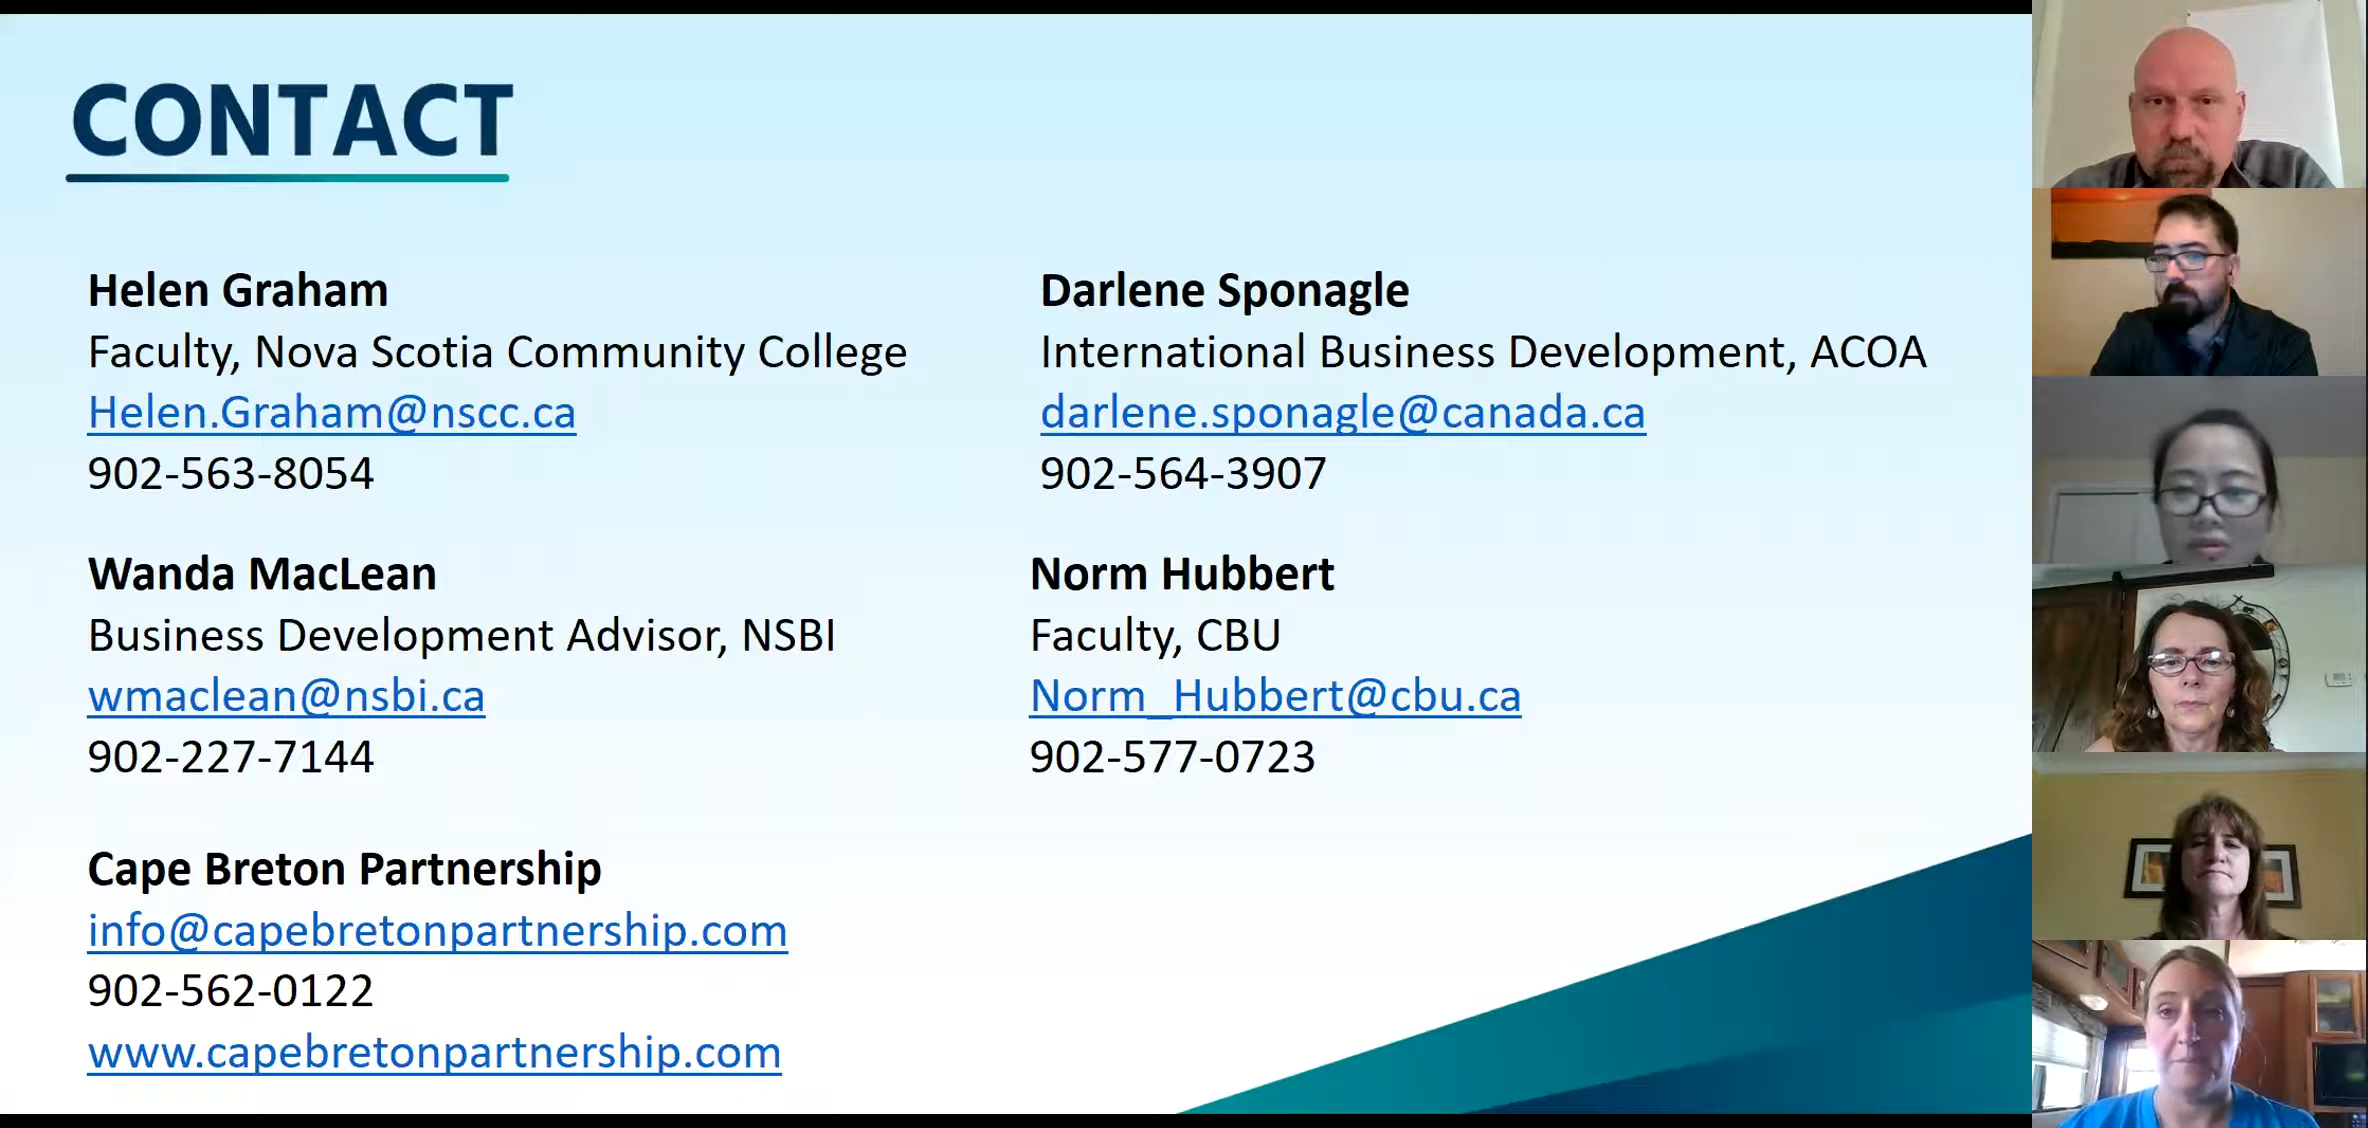 CONTACT
Helen Graham
Faculty, Nova Scotia Community College
Helen.Graham@nscc.ca
902-563-8054
Darlene Sponagle
International Business Development, ACOA
darlene.sponagle@canada.ca
902-564-3907
Wanda MacLean
Business Development Advisor, NSBI
wmaclean@nsbi.ca
902-227-7144
Norm Hubbert
Faculty, CBU
Norm_Hubbert@cbu.ca
902-577-0723
Cape Breton Partnership
info@capebretonpartnership.com
902-562-0122
www.capebretonpartnership.com